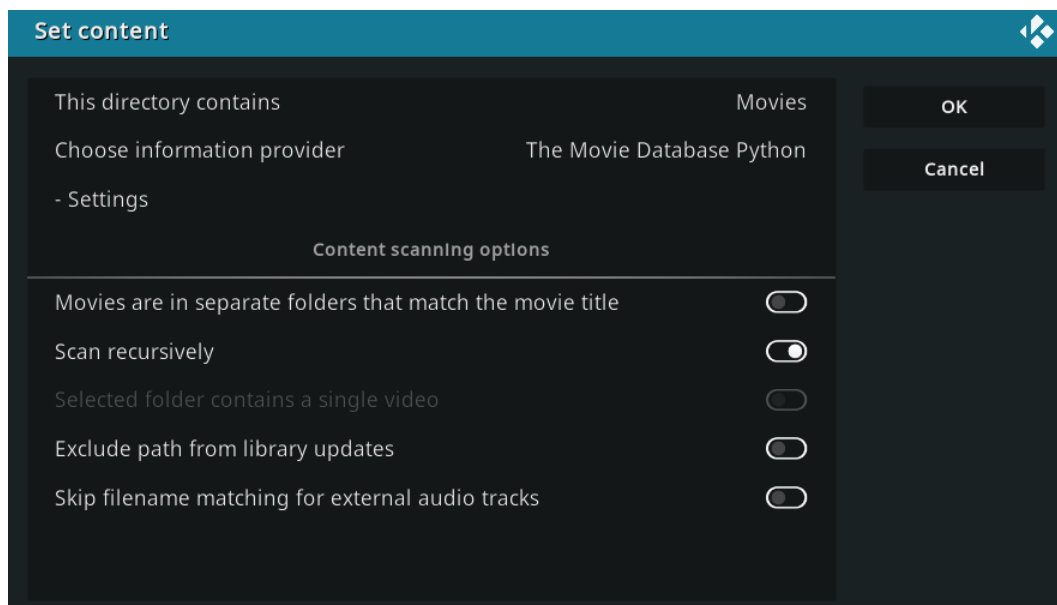 Set content
This directory contains Movies
OK
Choose information provider The Movie Database Python
Cancel
- Settings
Content scanning options
Movies are in separate folders that match the movie title
Scan recursively
Selected folder contains a single video
Exclude path from library updates
Skip filename matching for external audio tracks